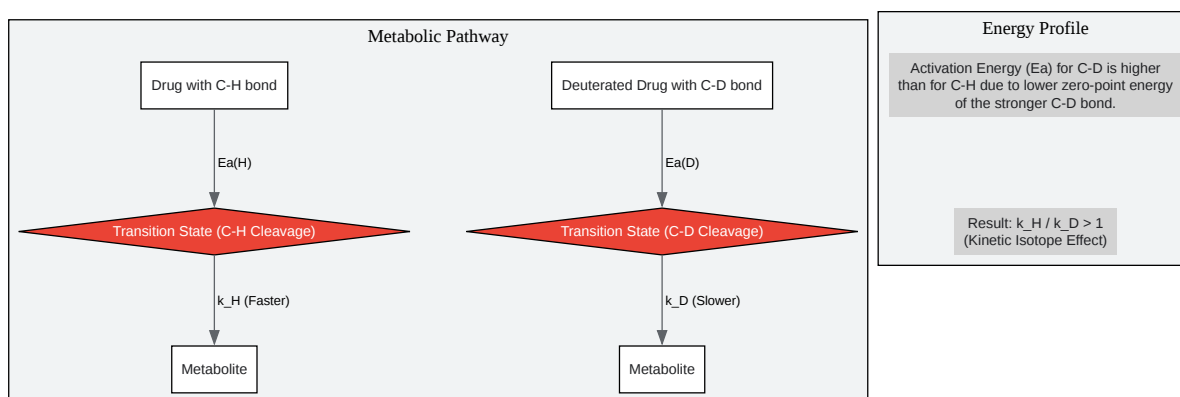 Metabolic Pathway
Drug with C-H bond
Deuterated Drug with C-D bond
Ea(H)
Ea(D)
Transition State (C-H Cleavage)
Transition State (C-D Cleavage)
k_H (Faster)
k_D (Slower)
Metabolite
Metabolite
Energy Profile
Activation Energy (Ea) for C-D is higher
than for C-H due to lower zero-point energy
of the stronger C-D bond.
Result: k_H / k_D > 1
(Kinetic Isotope Effect)